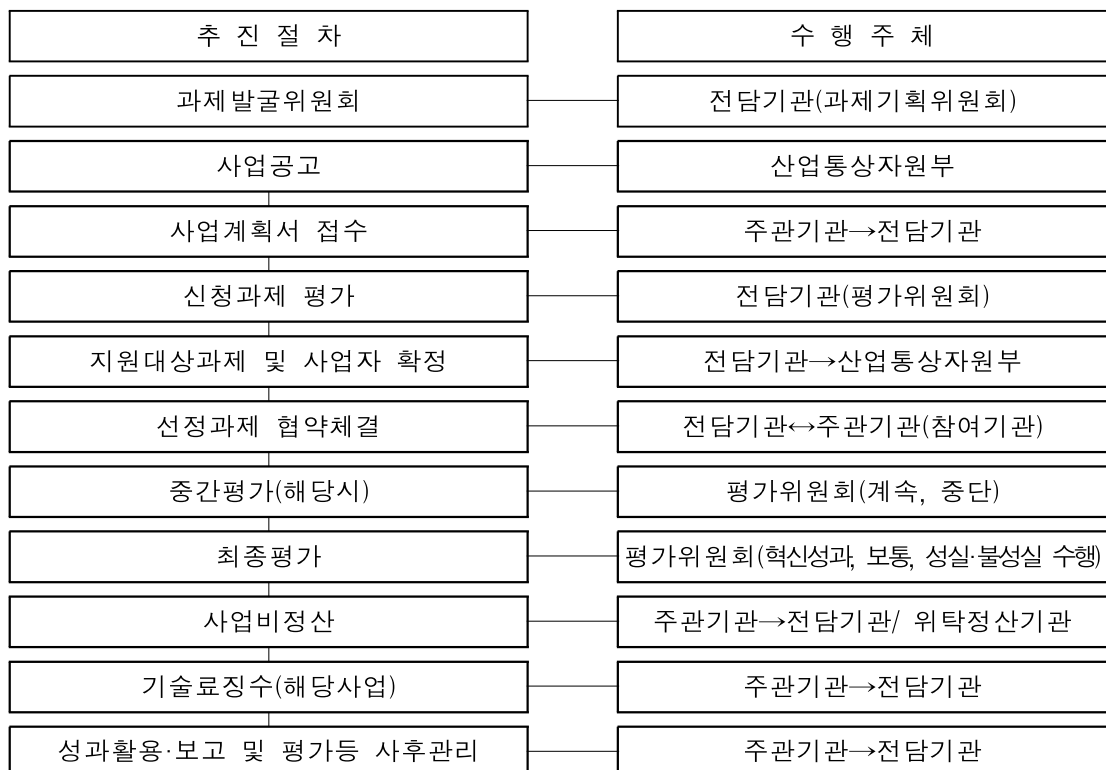 추 진 절 차 수 행 주 체
과제발굴위원회 전담기관(과제기획위원회)
사업공고 산업통상자원부
사업계획서 접수 주관기관→전담기관
신청과제 평가 전담기관(평가위원회)
지원대상과제 및 사업자 확정 전담기관→산업통상자원부
선정과제 협약체결 전담기관↔주관기관(참여기관)
중간평가(해당시) 평가위원회(계속, 중단)
최종평가 평가위원회(혁신성과, 보통, 성실·불성실 수행)
사업비정산 주관기관→전담기관/ 위탁정산기관
기술료징수(해당사업) 주관기관→전담기관
성과활용·보고 및 평가등 사후관리 주관기관→전담기관